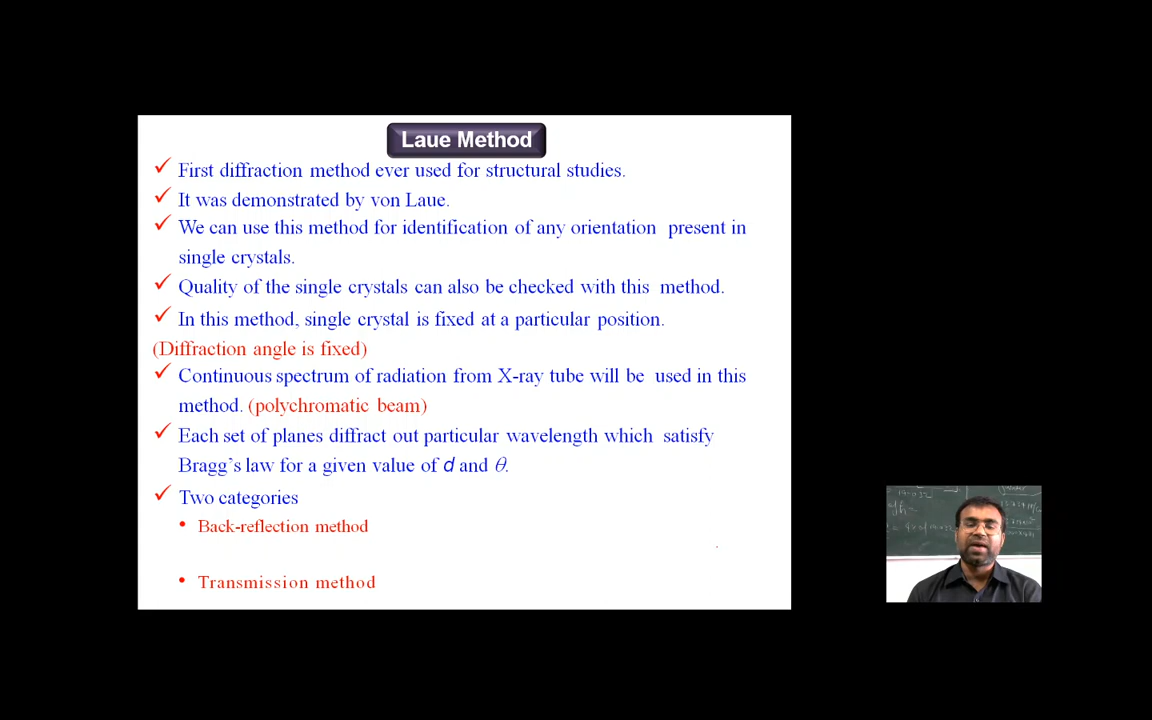 Laue Method
✓ First diffraction method ever used for structural studies.
✓ It was demonstrated by von Laue.
✓ We can use this method for identification of any orientation present in
single crystals.
✓ Quality of the single crystals can also be checked with this method.
✓ In this method, single crystal is fixed at a particular position.
(Diffraction angle is fixed)
✓ Continuous spectrum of radiation from X-ray tube will be used in this
method. (polychromatic beam)
✓ Each set of planes diffract out particular wavelength which satisfy
Bragg's law for a given value of d and θ.
✓ Two categories
• Back-reflection method
• Transmission method